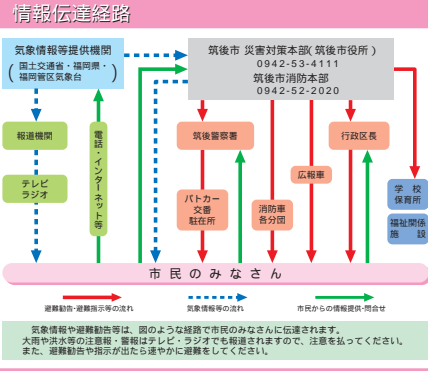 情報伝達経路
気象情報等提供機関
(国土交通省・福岡県・
福岡管区気象台)
筑後市 災害対策本部(筑後市役所)
0942-53-4111
筑後市消防本部
0942-52-2020
報道機関
テレビ
ラジオ
電話・インターネット等
筑後警察署
パトカー
交番
駐在所
消防車
各分団
広報車
行政区長
学校
保育所
福祉関係
施設
市民のみなさん
避難勧告・避難指示等の流れ
気象情報等の流れ
市民からの情報提供・問合せ
気象情報や避難勧告等は、図のような経路で市民のみなさんに伝達されます。
大雨や洪水等の注意報・警報はテレビ・ラジオでも報道されますので、注意を払ってください。
また、避難勧告や指示が出たら速やかに避難をしてください。